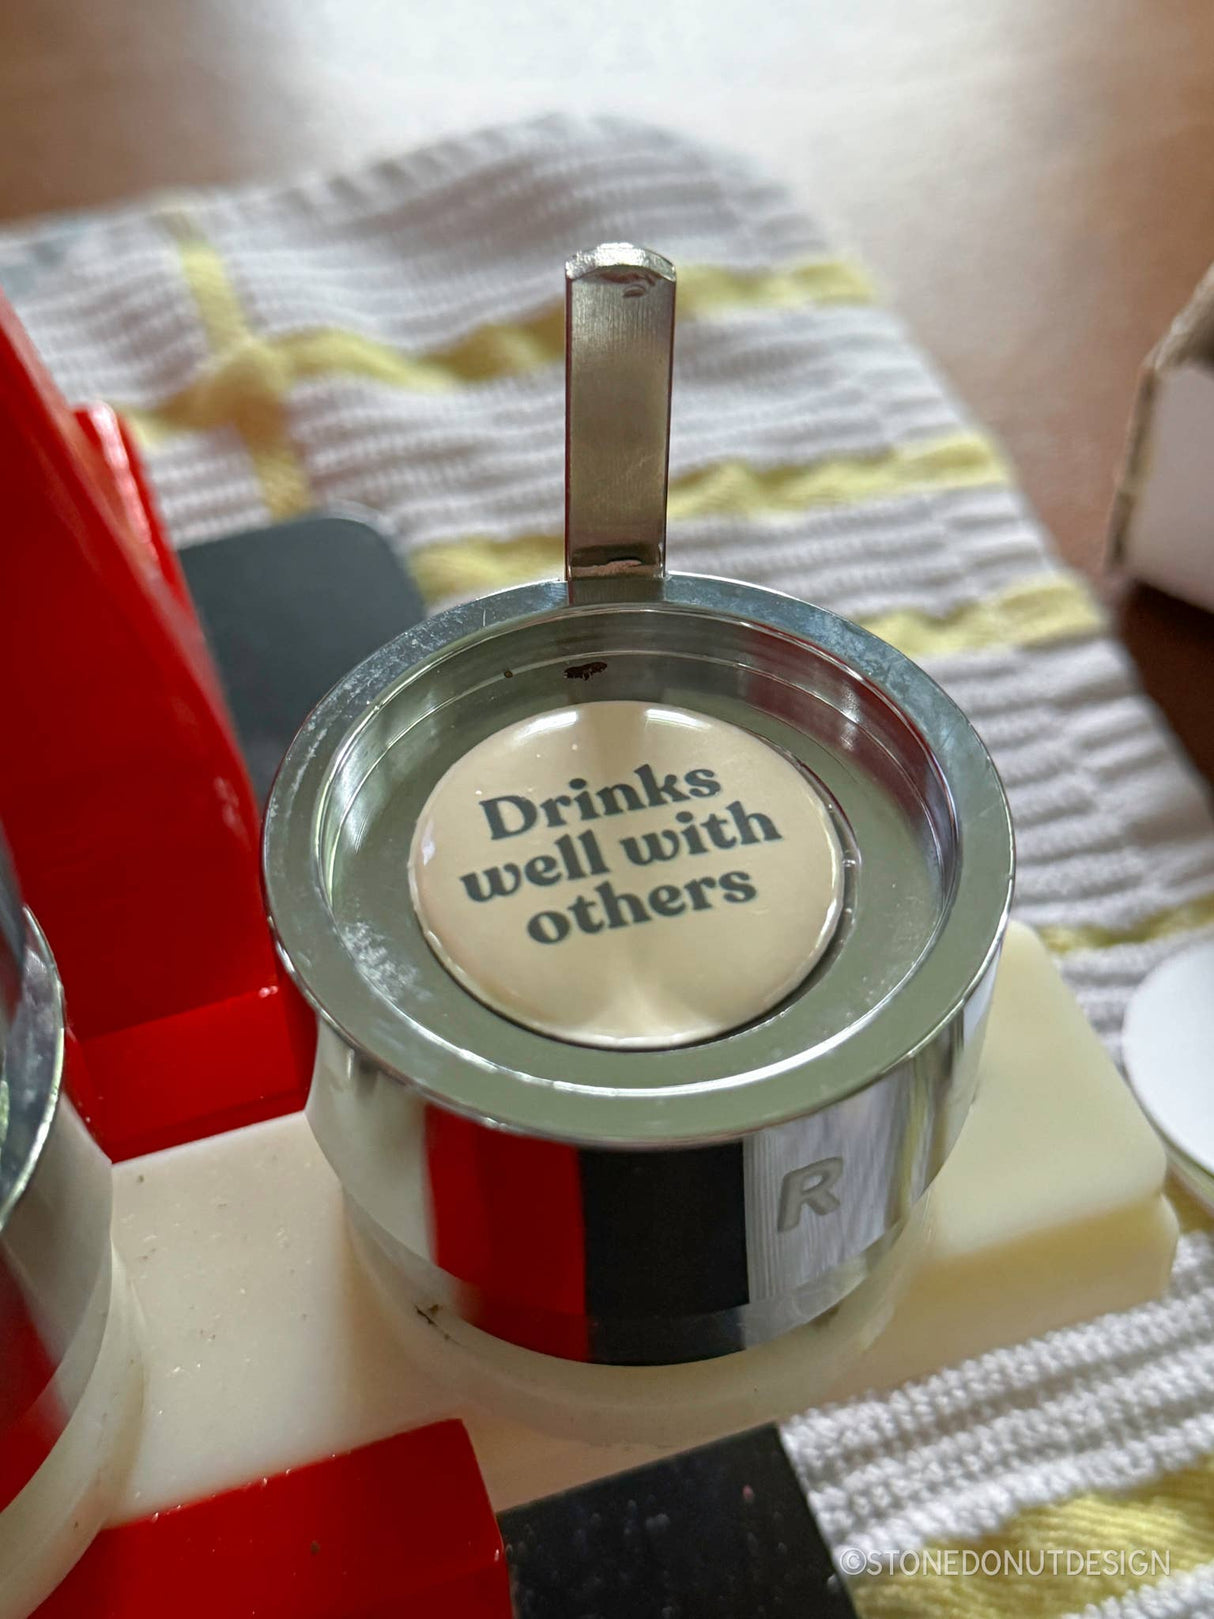 Drinks
well with
others
R
©STONEDONUTDESIGN